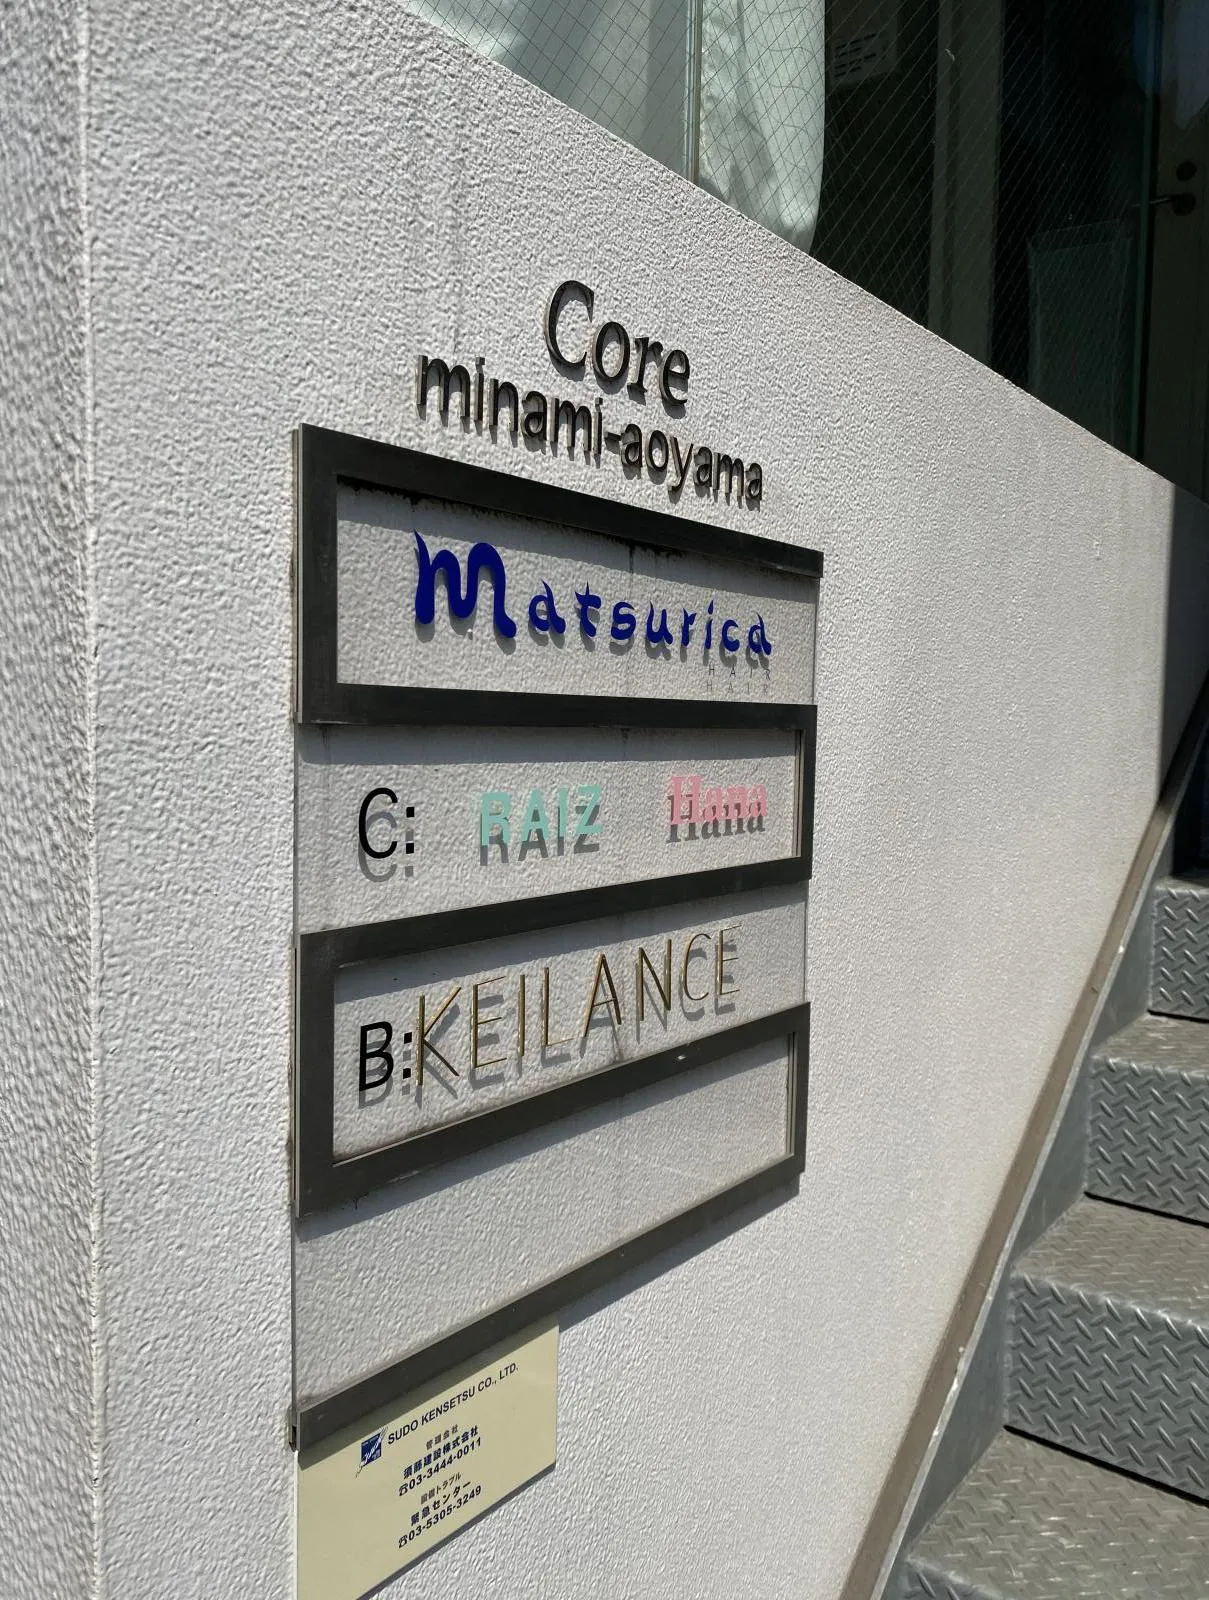 Core
minami-aoyama
Matsurica
HAIR
C: RAIZ Hana
B: KEILANCE
SUDO KENSETSU CO., LTD.
管理会社
須藤建設株式会社
☎03-3444-0011
設備トラブル
緊急センター
☎03-5305-3249